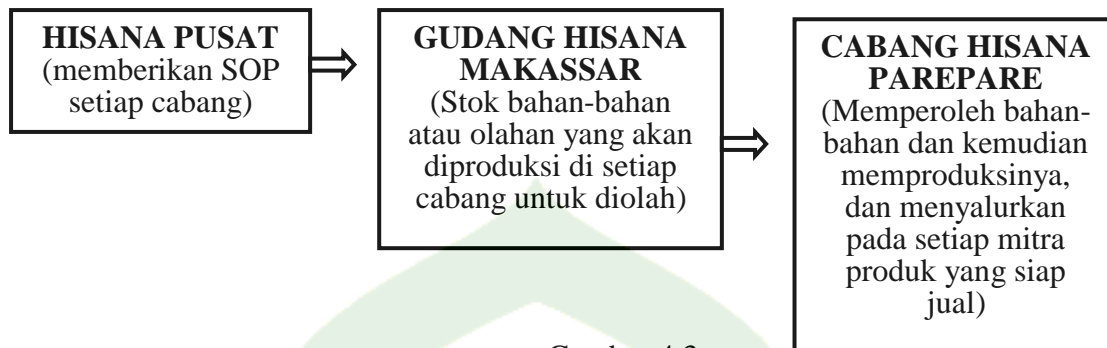 HISANA PUSAT
(memberikan SOP
setiap cabang)
GUDANG HISANA
MAKASSAR
(Stok bahan-bahan
atau olahan yang akan
diproduksi di setiap
cabang untuk diolah)
CABANG HISANA
PAREPARE
(Memperoleh bahan-
bahan dan kemudian
memproduksinya,
dan menyalurkan
pada setiap mitra
produk yang siap
jual)